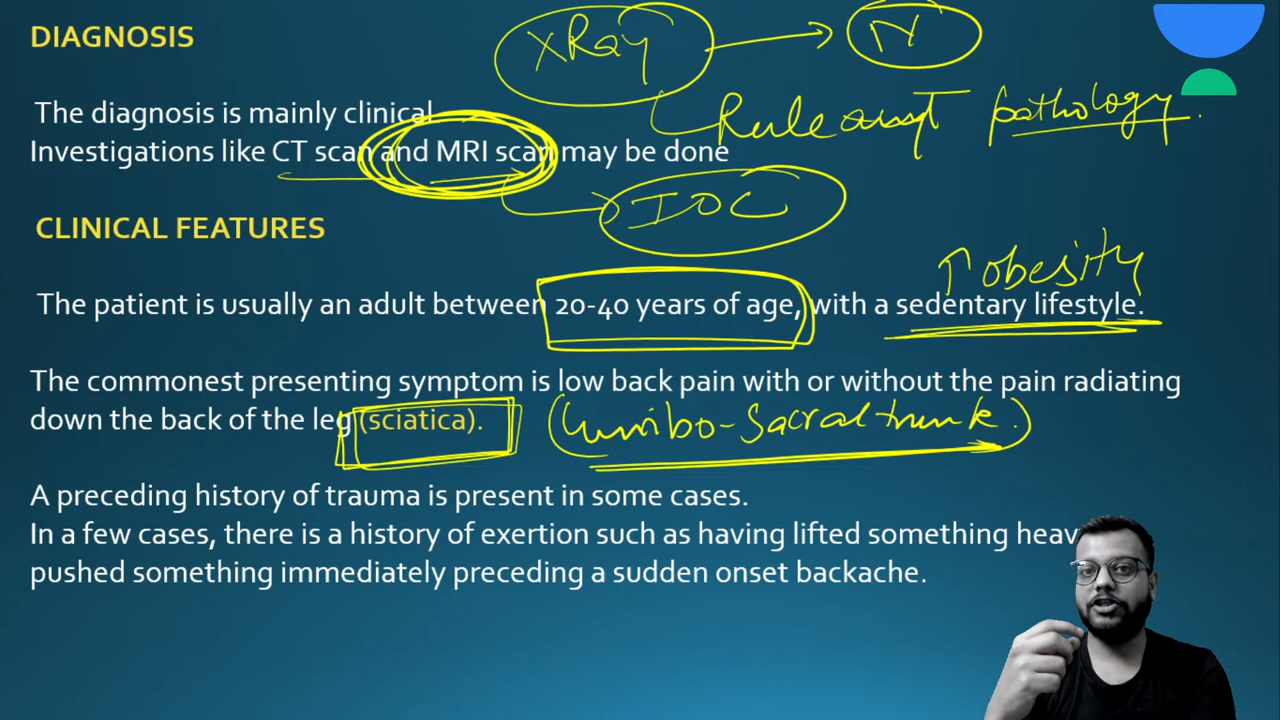 DIAGNOSIS
XRay N
The diagnosis is mainly clinical.
Rule out pathology.
Investigations like CT scan and MRI scan may be done
IOC
CLINICAL FEATURES
↑ obesity
The patient is usually an adult between 20-40 years of age, with a sedentary lifestyle.
The commonest presenting symptom is low back pain with or without the pain radiating
down the back of the leg (sciatica). (Lumbo-Sacral trunk.)
A preceding history of trauma is present in some cases.
In a few cases, there is a history of exertion such as having lifted something heav
pushed something immediately preceding a sudden onset backache.